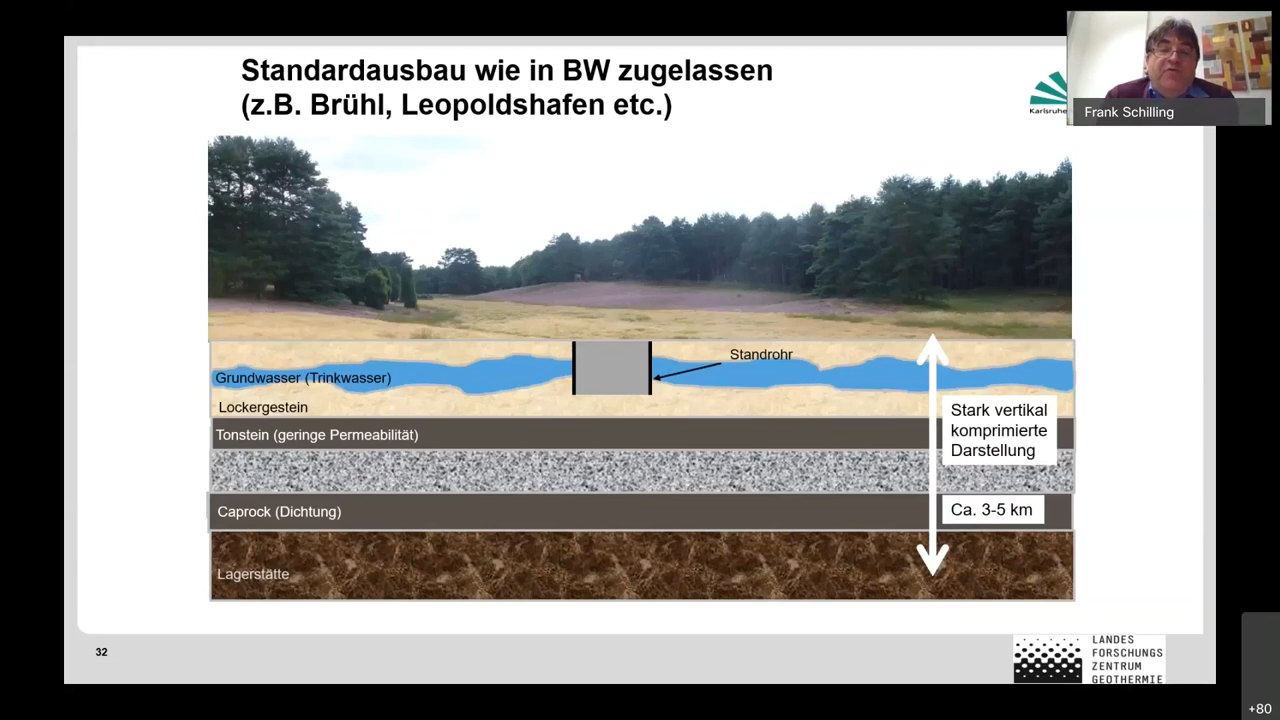 Standardausbau wie in BW zugelassen
(z.B. Brühl, Leopoldshafen etc.)
Karlsruhe
Frank Schilling
Standrohr
Grundwasser (Trinkwasser)
Lockergestein
Stark vertikal
komprimierte
Darstellung
Tonstein (geringe Permeabilität)
Caprock (Dichtung)
Ca. 3-5 km
Lagerstätte
32
LANDES
FORSCHUNGS
ZENTRUM
GEOTHERMIE
+80